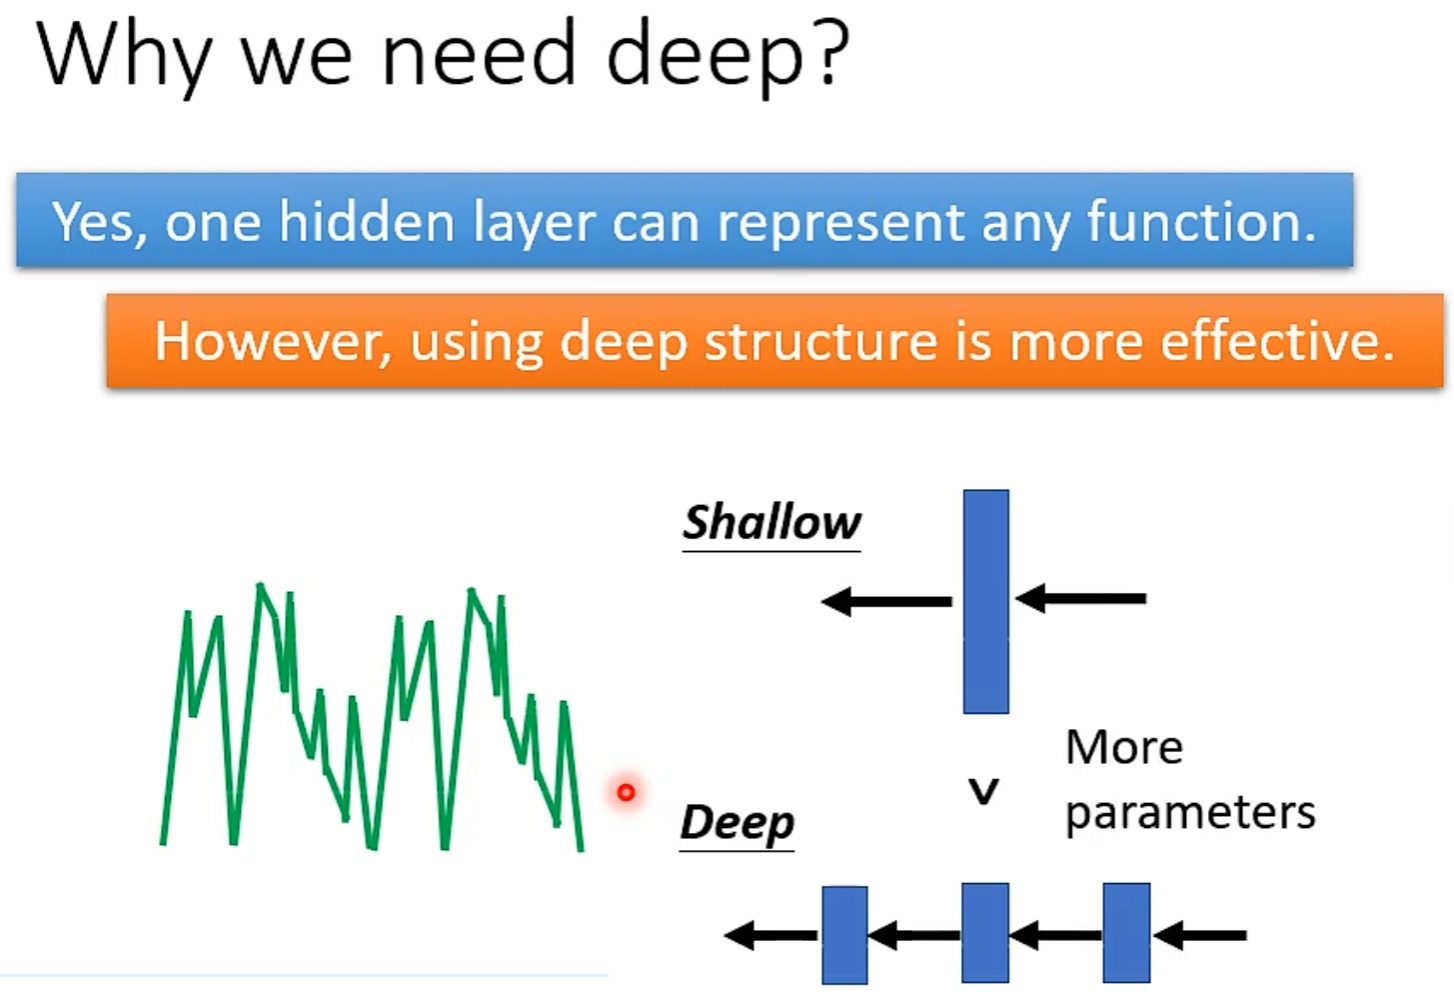 Why we need deep?
Yes, one hidden layer can represent any function.
However, using deep structure is more effective.
Shallow
More
parameters
v
Deep